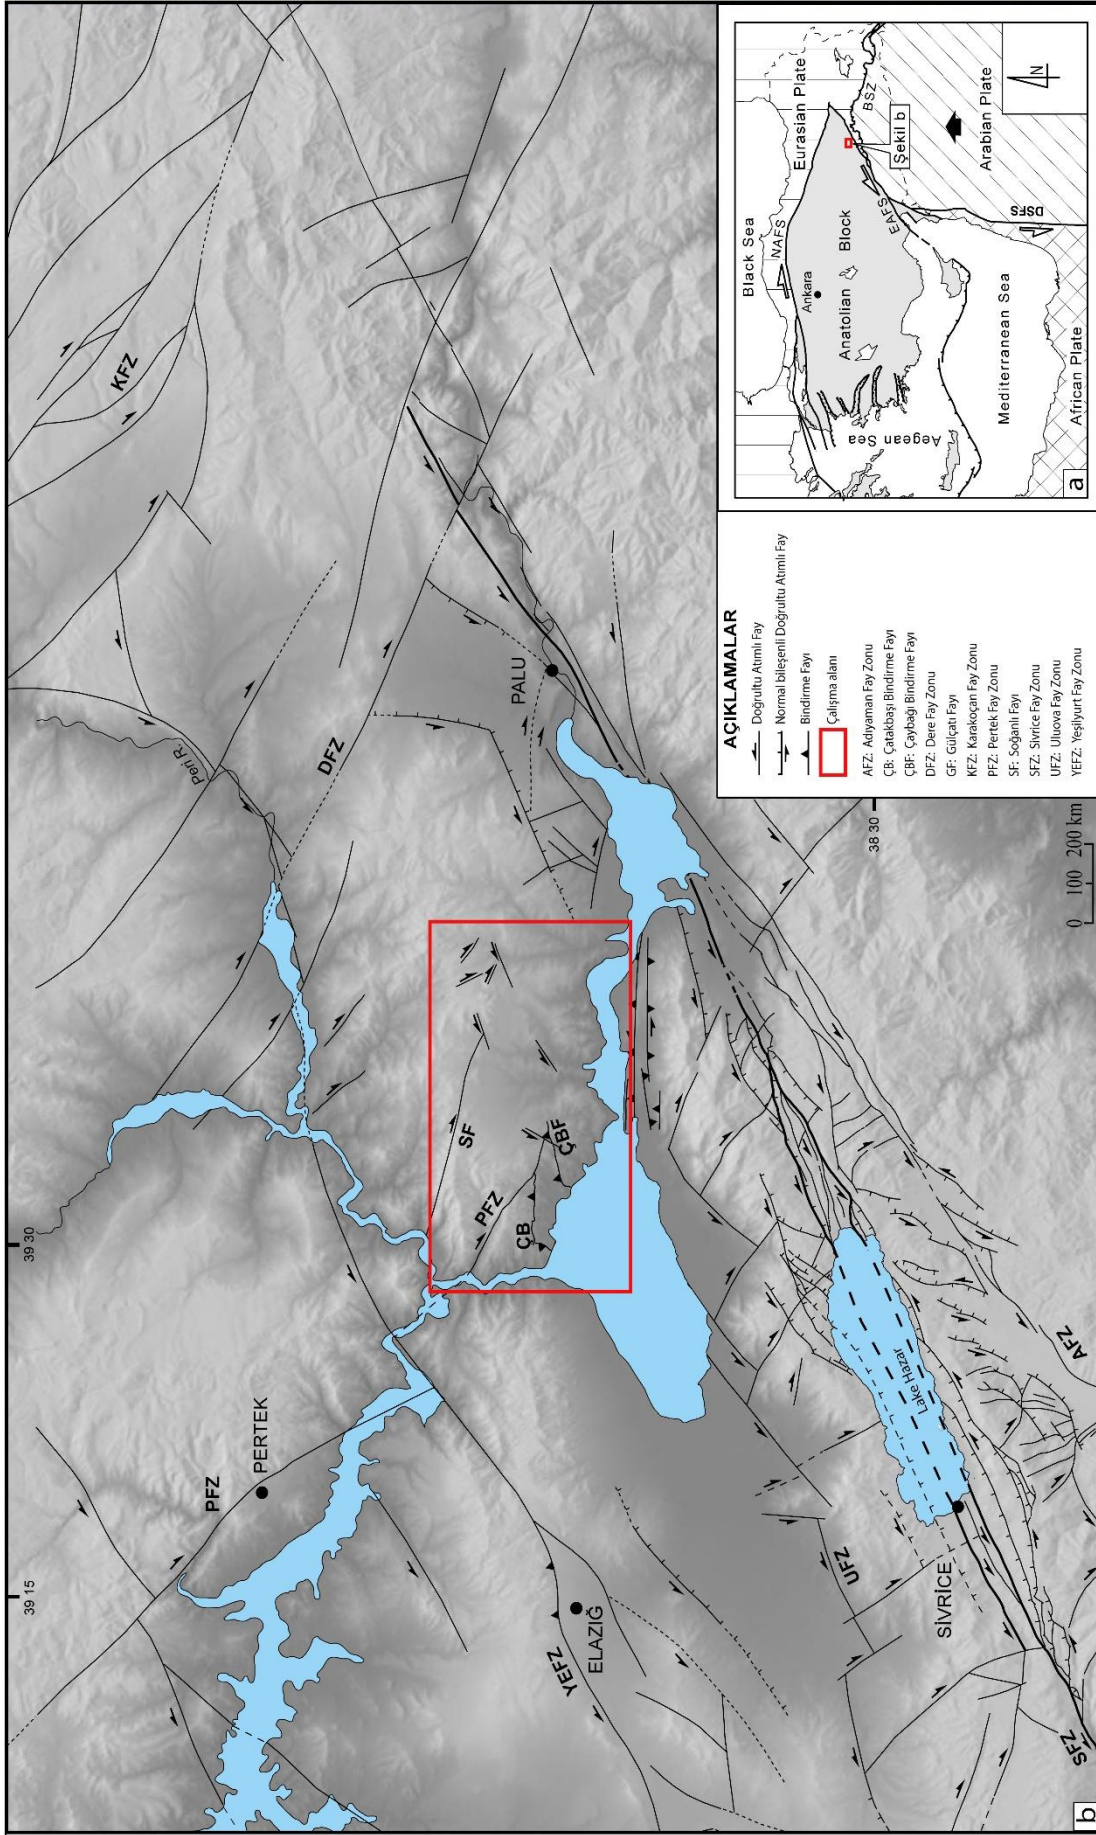 39 15
39 30
PFZ
PERTEK
Peri R.
KFZ
DFZ
PALU
SF
PFZ
ÇB
ÇBF
YEFZ
ELAZIĞ
UFZ
Lake Hazar
SİVRİCE
AFZ
SFZ
b
38 30
0 100 200 km
AÇIKLAMALAR
Doğrultu Atımlı Fay
Normal bileşenli Doğrultu Atımlı Fay
Bindirme Fayı
Çalışma alanı
AFZ: Adıyaman Fay Zonu
ÇB: Çatakbaşı Bindirme Fayı
ÇBF: Çaybağı Bindirme Fayı
DFZ: Dere Fay Zonu
GF: Gülçatı Fayı
KFZ: Karakoçan Fay Zonu
PFZ: Pertek Fay Zonu
SF: Soğanlı Fayı
SFZ: Sivrice Fay Zonu
UFZ: Uluova Fay Zonu
YEFZ: Yeşilyurt Fay Zonu
Black Sea
NAFS
Eurasian Plate
Ankara
Anatolian Block
BSZ
Şekil b
EAFS
Aegean Sea
Arabian Plate
DSFS
Mediterranean Sea
African Plate
N
a